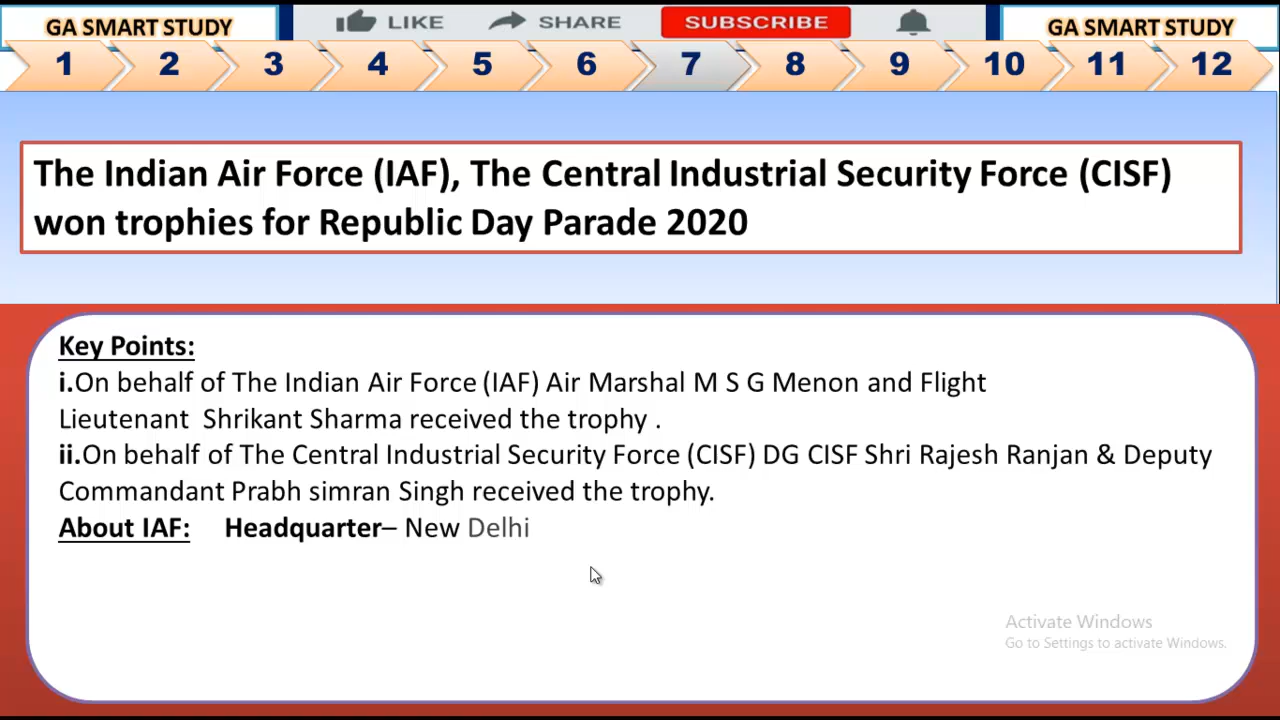 GA SMART STUDY
LIKE
SHARE
SUBSCRIBE
GA SMART STUDY
1 2 3 4 5 6 7 8 9 10 11 12
The Indian Air Force (IAF), The Central Industrial Security Force (CISF)
won trophies for Republic Day Parade 2020
Key Points:
i.On behalf of The Indian Air Force (IAF) Air Marshal M S G Menon and Flight
Lieutenant Shrikant Sharma received the trophy .
ii.On behalf of The Central Industrial Security Force (CISF) DG CISF Shri Rajesh Ranjan & Deputy
Commandant Prabh simran Singh received the trophy.
About IAF: Headquarter– New Delhi
Activate Windows
Go to Settings to activate Windows.